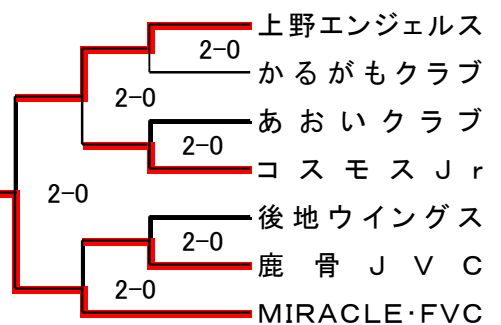 上野エンジェルス
2-0
かるがもクラブ
2-0
あおいクラブ
2-0
コスモスJr
2-0
後地ウイングス
2-0
鹿骨JVC
2-0
MIRACLE･FVC